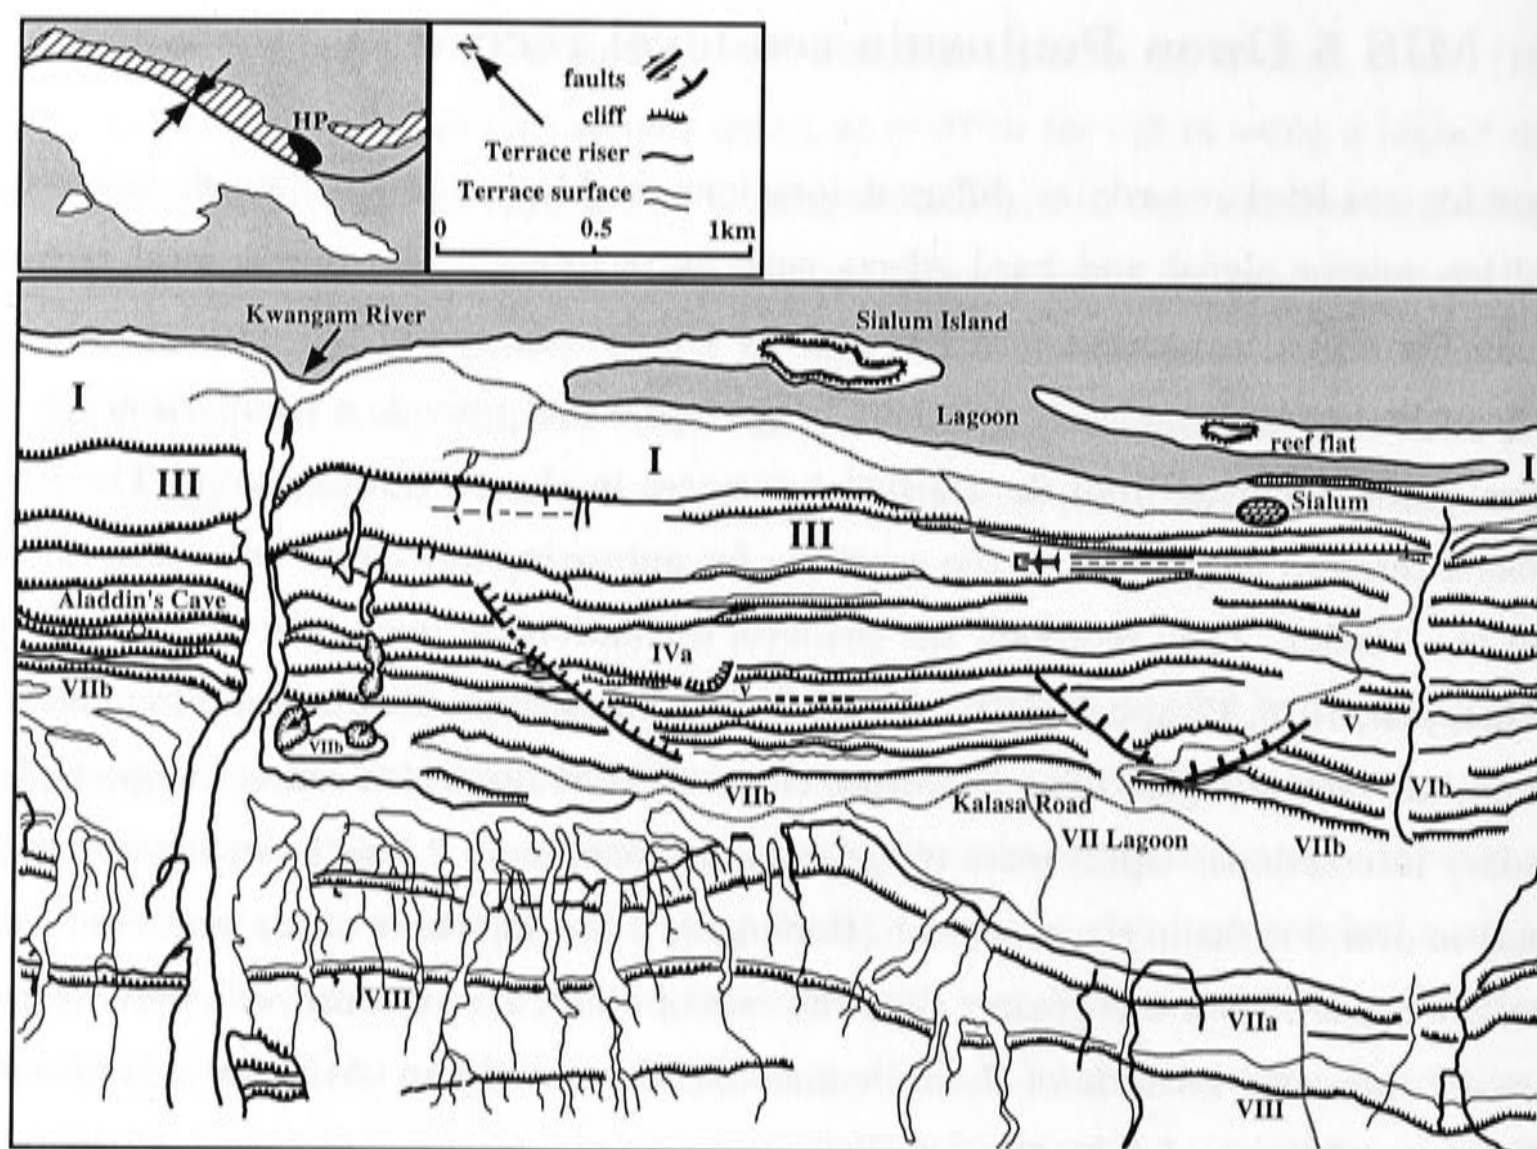 HP
N
faults
cliff
Terrace riser
Terrace surface
0 0.5 1km
Kwangam River
Sialum Island
I
Lagoon
I
reef flat
I
III
Sialum
III
Aladdin's Cave
IVa
VIIb
V
V
VIIb
VIb
VIIb
Kalasa Road
VII Lagoon
VIIb
VIII
VIIa
VIII